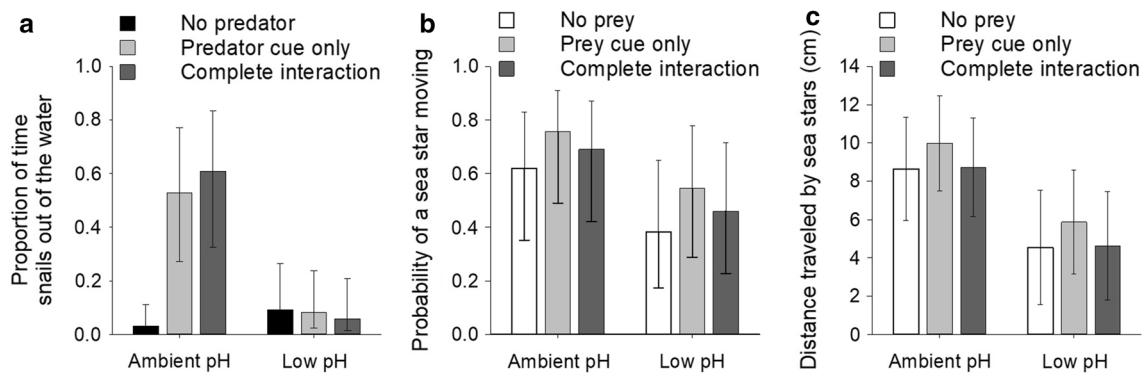 a
No predator
Predator cue only
Complete interaction
Proportion of time
snails out of the water
1.0
0.8
0.6
0.4
0.2
0.0
Ambient pH
Low pH
b
No prey
Prey cue only
Complete interaction
Probability of a sea star moving
1.0
0.8
0.6
0.4
0.2
0.0
Ambient pH
Low pH
c
No prey
Prey cue only
Complete interaction
Distance traveled by sea stars (cm)
14
12
10
8
6
4
2
0
Ambient pH
Low pH